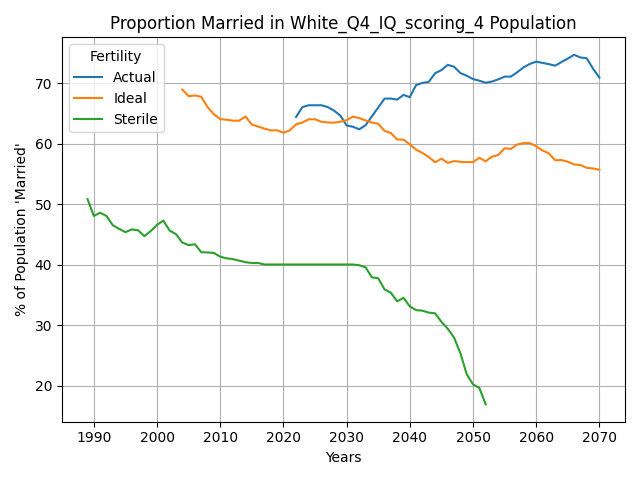 Proportion Married in White_Q4_IQ_scoring_4 Population
Fertility
Actual
Ideal
Sterile
% of Population 'Married'
70
60
50
40
30
20
1990 2000 2010 2020 2030 2040 2050 2060 2070
Years